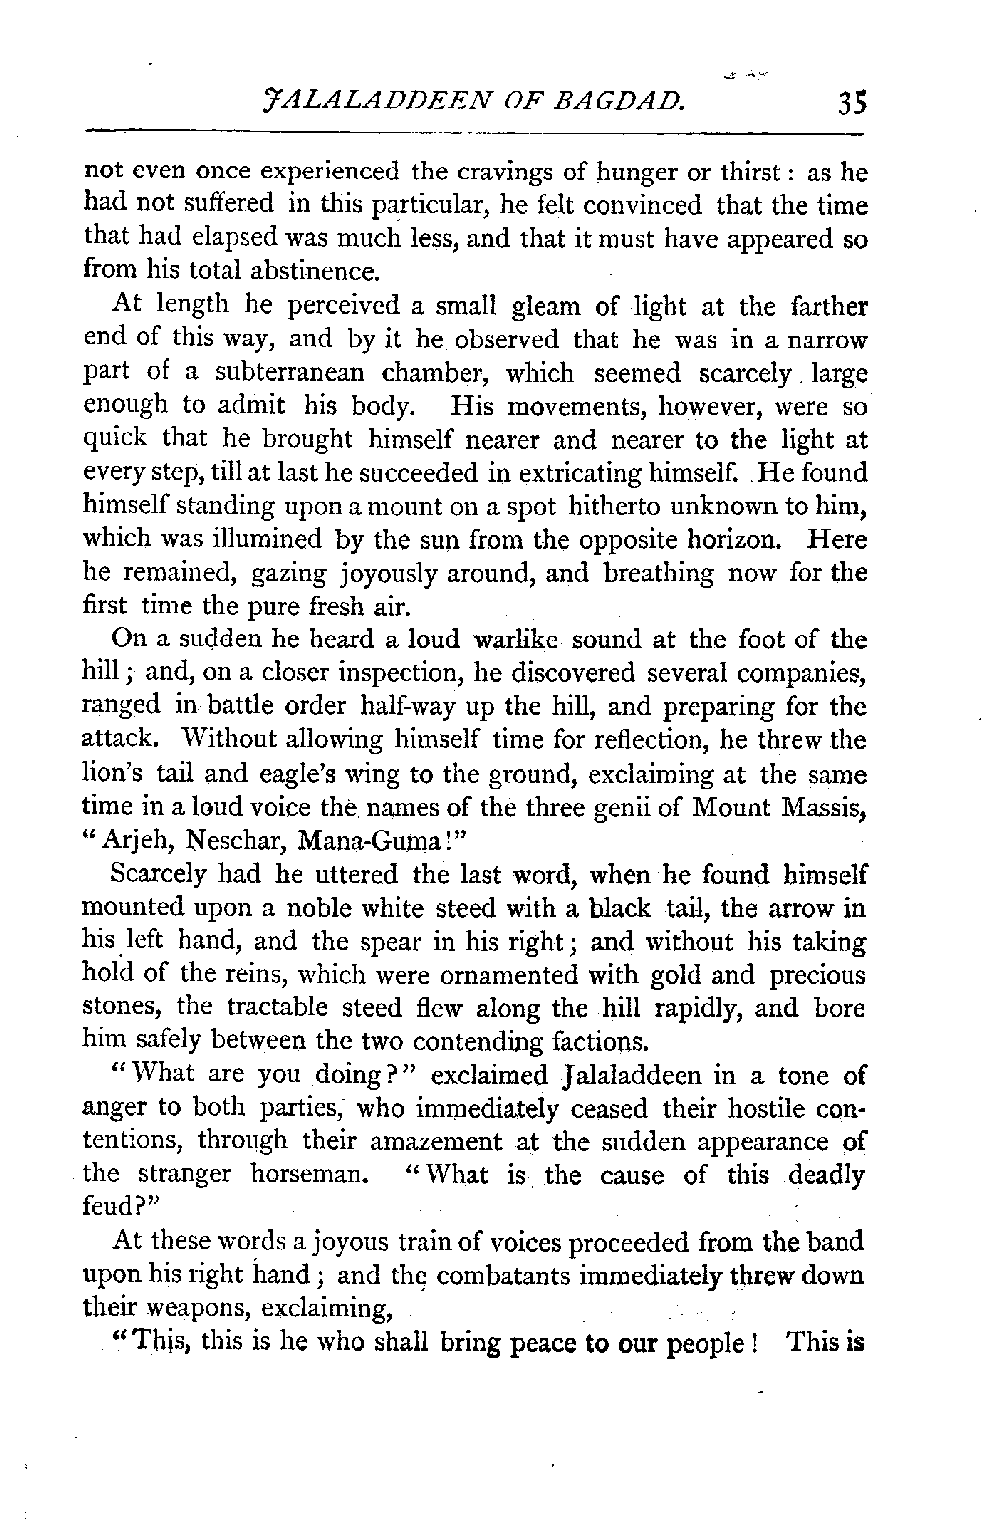 JALALADDEEN OF BAGDAD. 35
not even once experienced the cravings of hunger or thirst : as he
had not suffered in this particular, he felt convinced that the time
that had elapsed was much less, and that it must have appeared so
from his total abstinence.
At length he perceived a small gleam of light at the farther
end of this way, and by it he observed that he was in a narrow
part of a subterranean chamber, which seemed scarcely large
enough to admit his body. His movements, however, were so
quick that he brought himself nearer and nearer to the light at
every step, till at last he succeeded in extricating himself. He found
himself standing upon a mount on a spot hitherto unknown to him,
which was illumined by the sun from the opposite horizon. Here
he remained, gazing joyously around, and breathing now for the
first time the pure fresh air.
On a sudden he heard a loud warlike sound at the foot of the
hill ; and, on a closer inspection, he discovered several companies,
ranged in battle order half-way up the hill, and preparing for the
attack. Without allowing himself time for reflection, he threw the
lion's tail and eagle's wing to the ground, exclaiming at the same
time in a loud voice the names of the three genii of Mount Massis,
"Arjeh, Neschar, Mana-Guma!"
Scarcely had he uttered the last word, when he found himself
mounted upon a noble white steed with a black tail, the arrow in
his left hand, and the spear in his right ; and without his taking
hold of the reins, which were ornamented with gold and precious
stones, the tractable steed flew along the hill rapidly, and bore
him safely between the two contending factions.
"What are you doing?" exclaimed Jalaladdeen in a tone of
anger to both parties, who immediately ceased their hostile con-
tentions, through their amazement at the sudden appearance of
the stranger horseman. "What is the cause of this deadly
feud?"
At these words a joyous train of voices proceeded from the band
upon his right hand ; and the combatants immediately threw down
their weapons, exclaiming,
"This, this is he who shall bring peace to our people ! This is